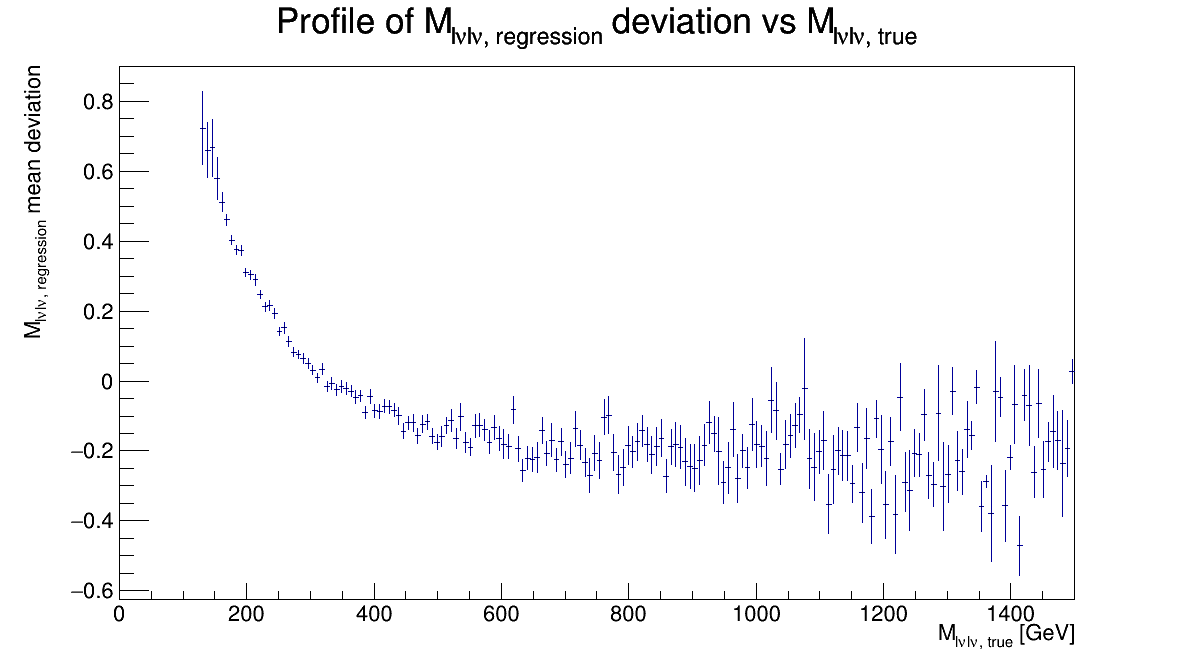 Profile of M_lνlν, regression deviation vs M_lνlν, true
M_lνlν, regression mean deviation
0.8
0.6
0.4
0.2
0
−0.2
−0.4
−0.6
0 200 400 600 800 1000 1200 1400
M_lνlν, true [GeV]